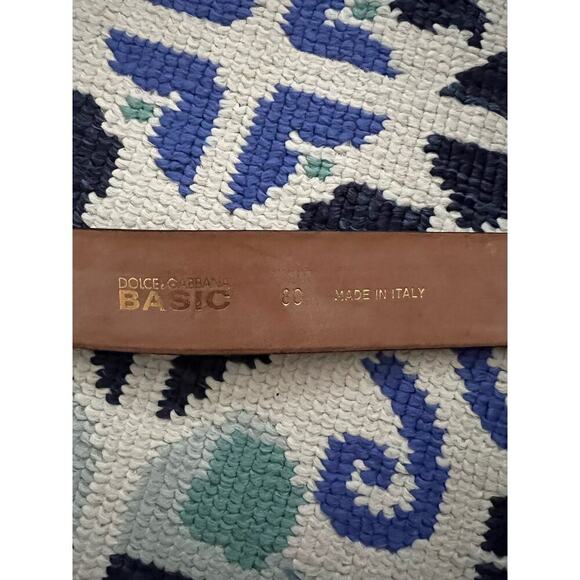 DOLCE & GABBANA
BASIC
80
MADE IN ITALY